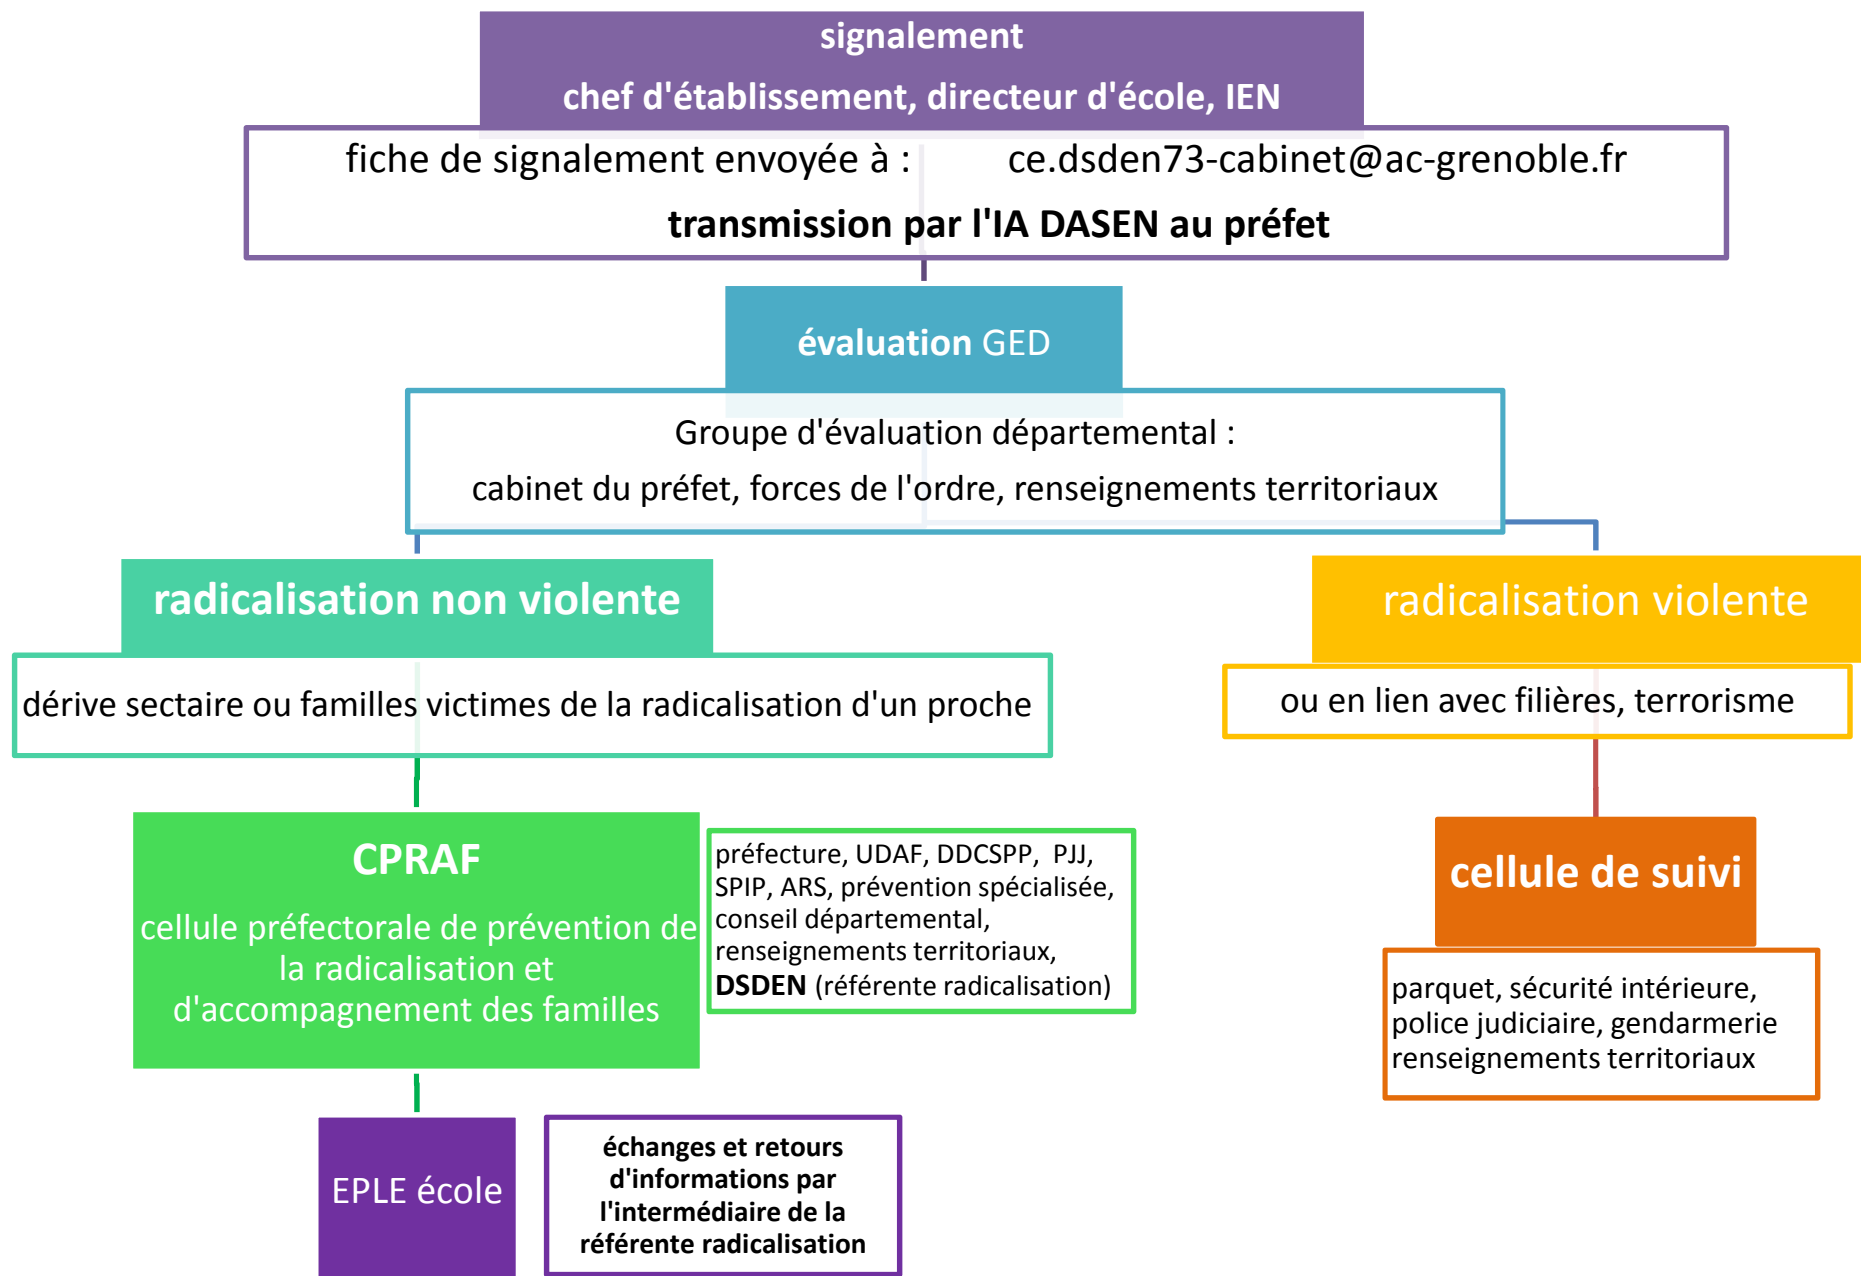 signalement
chef d'établissement, directeur d'école, IEN
fiche de signalement envoyée à : ce.dsden73-cabinet@ac-grenoble.fr
transmission par l'IA DASEN au préfet
évaluation GED
Groupe d'évaluation départemental :
cabinet du préfet, forces de l'ordre, renseignements territoriaux
radicalisation non violente
dérive sectaire ou familles victimes de la radicalisation d'un proche
CPRAF
cellule préfectorale de prévention de
la radicalisation et
d'accompagnement des familles
préfecture, UDAF, DDCSPP, PJJ,
SPIP, ARS, prévention spécialisée,
conseil départemental,
renseignements territoriaux,
DSDEN (référente radicalisation)
EPLE école
échanges et retours
d'informations par
l'intermédiaire de la
référente radicalisation
radicalisation violente
ou en lien avec filières, terrorisme
cellule de suivi
parquet, sécurité intérieure,
police judiciaire, gendarmerie
renseignements territoriaux